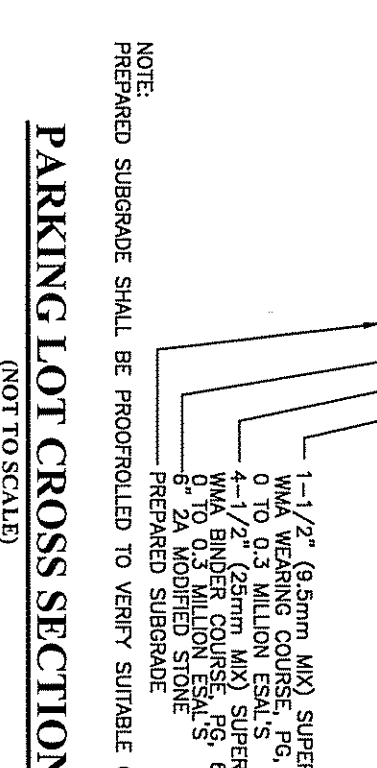 1-1/2" (9.5mm MIX) SUPER
WMA WEARING COURSE, PG,
0 TO 0.3 MILLION ESAL'S
4-1/2" (25mm MIX) SUPER
WMA BINDER COURSE, PG, 6
0 TO 0.3 MILLION ESAL'S
6" 2A MODIFIED STONE
PREPARED SUBGRADE
NOTE:
PREPARED SUBGRADE SHALL BE PROOFROLLED TO VERIFY SUITABLE
PARKING LOT CROSS SECTION
(NOT TO SCALE)